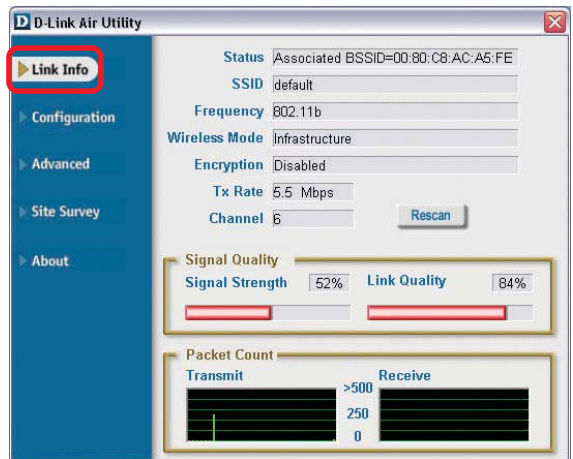 D-Link Air Utility
Link Info
Configuration
Advanced
Site Survey
About
Status Associated BSSID=00:80:C8:AC:A5:FE
SSID default
Frequency 802.11b
Wireless Mode Infrastructure
Encryption Disabled
Tx Rate 5.5 Mbps
Channel 6
Rescan
Signal Quality
Signal Strength 52% Link Quality 84%
Packet Count
Transmit Receive
>500
250
0